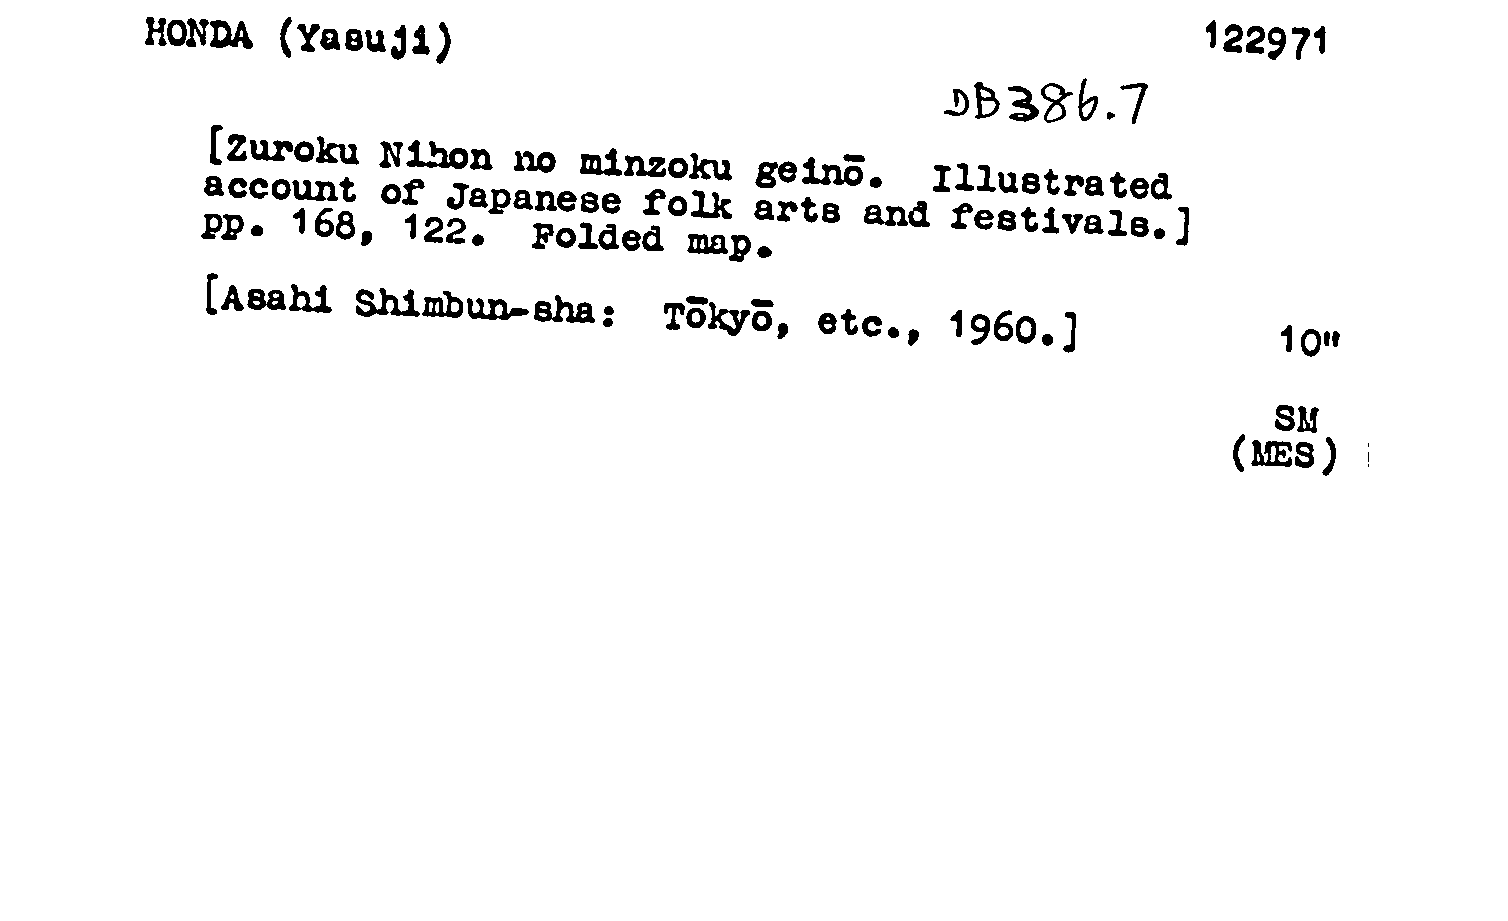 HONDA (Yasuji) 122971
DB386.7
[Zuroku Nihon no minzoku geinō. Illustrated
account of Japanese folk arts and festivals.]
pp. 168, 122. Folded map.
[Asahi Shimbun-sha: Tōkyō, etc., 1960.] 10"
SM
(MES)